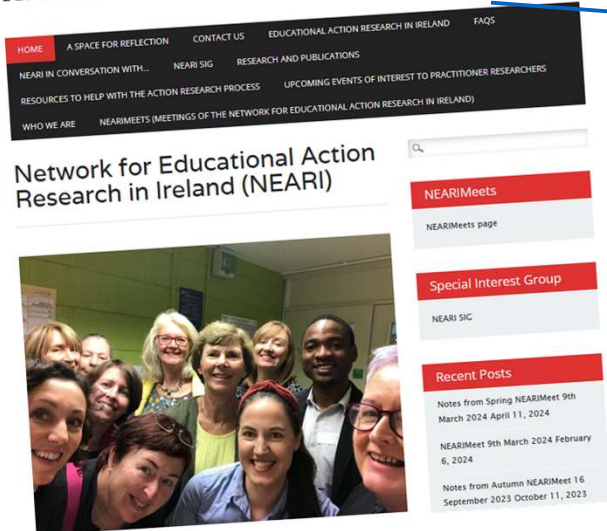 HOME A SPACE FOR REFLECTION CONTACT US EDUCATIONAL ACTION RESEARCH IN IRELAND FAQS
NEARI IN CONVERSATION WITH... NEARI SIG RESEARCH AND PUBLICATIONS
RESOURCES TO HELP WITH THE ACTION RESEARCH PROCESS UPCOMING EVENTS OF INTEREST TO PRACTITIONER RESEARCHERS
WHO WE ARE NEARIMEETS (MEETINGS OF THE NETWORK FOR EDUCATIONAL ACTION RESEARCH IN IRELAND)
Network for Educational Action
Research in Ireland (NEARI)
NEARIMeets
NEARIMeets page
Special Interest Group
NEARI SIG
Recent Posts
Notes from Spring NEARIMeet 9th
March 2024 April 11, 2024
NEARIMeet 9th March 2024 February
6, 2024
Notes from Autumn NEARIMeet 16
September 2023 October 11, 2023